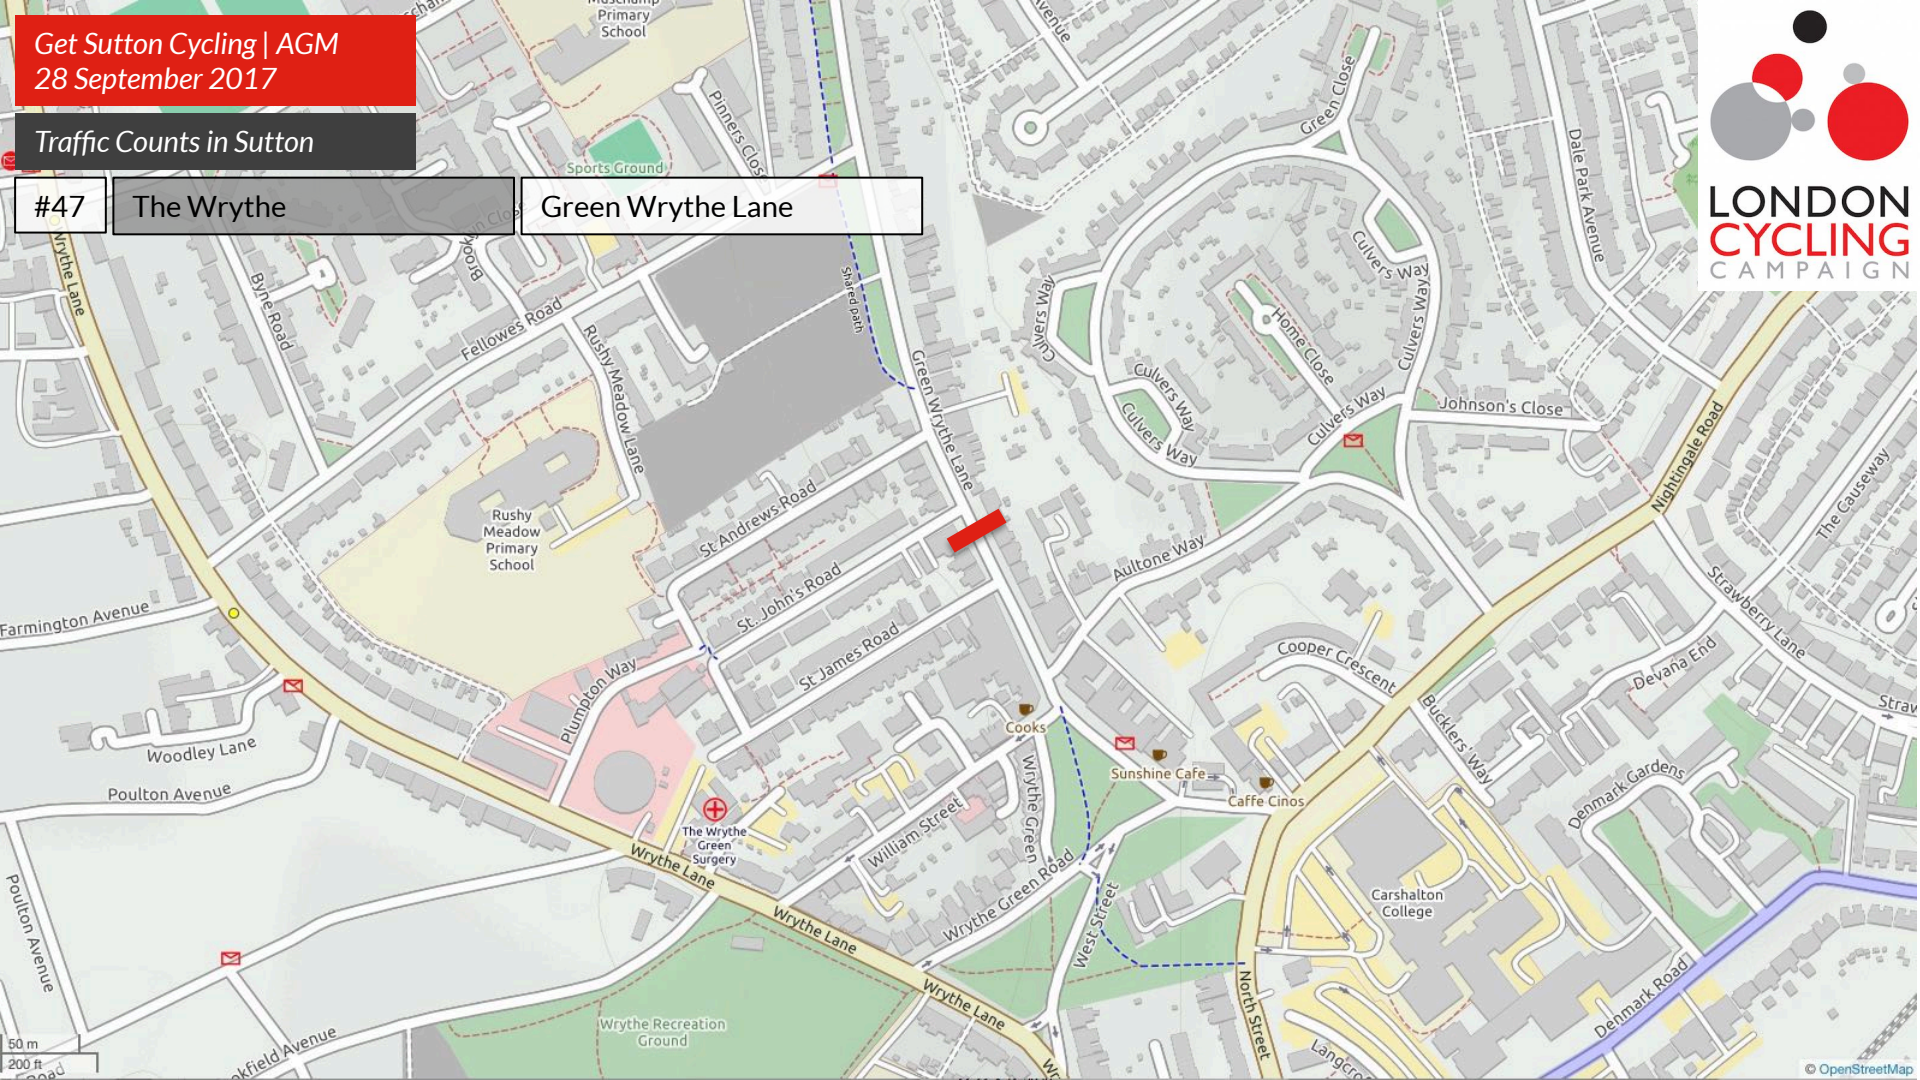 Get Sutton Cycling | AGM
28 September 2017
Traffic Counts in Sutton
#47
The Wrythe
Green Wrythe Lane
LONDON
CYCLING
CAMPAIGN
Primary
School
Pinners Close
Sports Ground
Green Close
Dale Park Avenue
Wrythe Lane
Byne Road
Fellowes Road
Rushy Meadow Lane
Shared path
Green Wrythe Lane
Culvers Way
Culvers Way
Culvers Way
Culvers Way
Culvers Way
Culvers Way
Home Close
Johnson's Close
Nightingale Road
The Causeway
Rushy
Meadow
Primary
School
St Andrews Road
St. John's Road
St James Road
Aultone Way
Strawberry Lane
Farmington Avenue
Plumpton Way
Cooper Crescent
Devana End
Bucklers' Way
Woodley Lane
Poulton Avenue
Cooks
Sunshine Cafe
Caffe Cinos
Denmark Gardens
The Wrythe
Green
Surgery
William Street
Wrythe Green
Wrythe Lane
Wrythe Lane
Wrythe Lane
Wrythe Green Road
West Street
Carshalton
College
Poulton Avenue
North Street
Denmark Road
Wrythe Recreation
Ground
50 m
200 ft
© OpenStreetMap